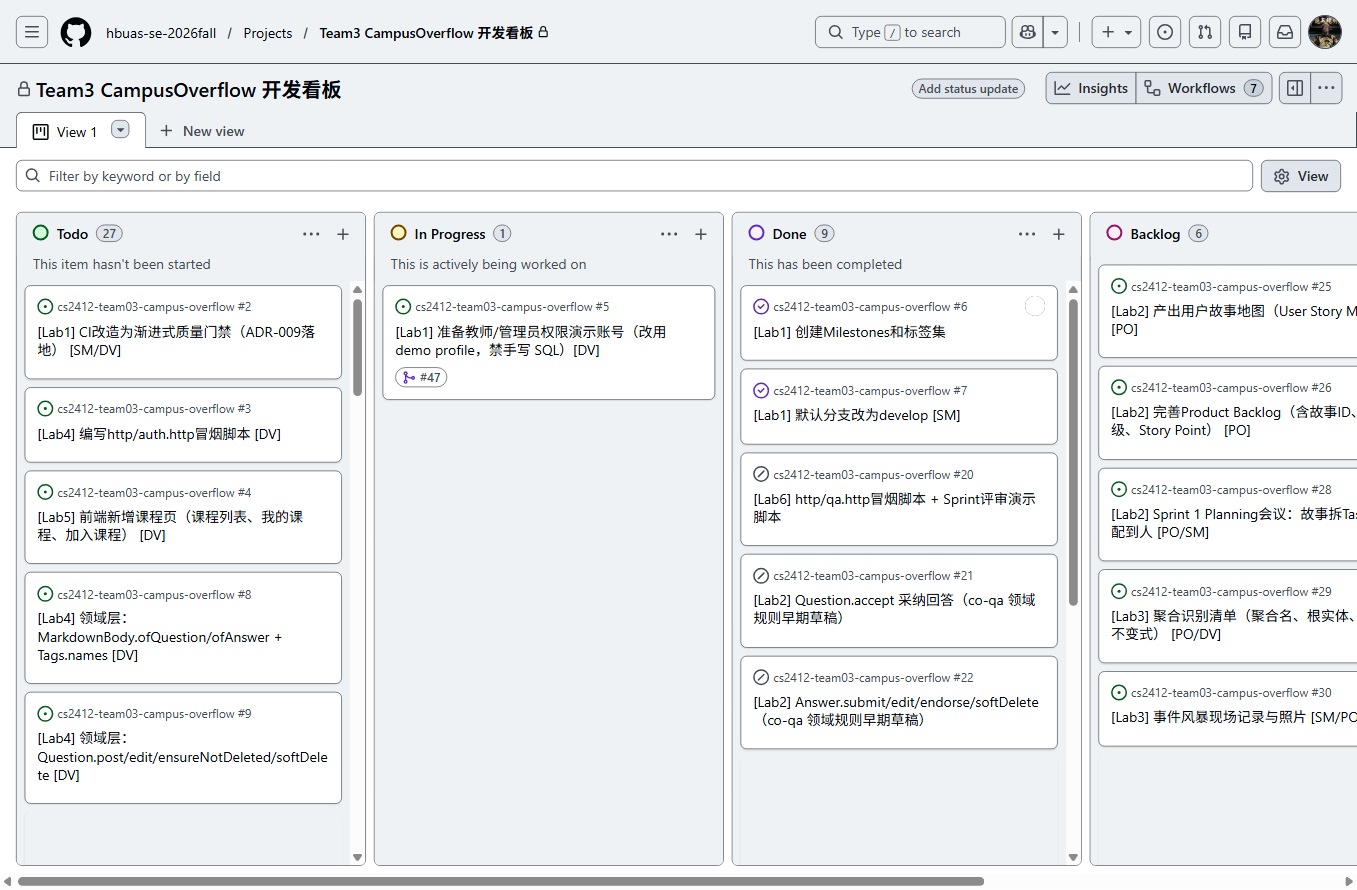 hbuas-se-2026fall / Projects / Team3 CampusOverflow 开发看板
Type / to search
Team3 CampusOverflow 开发看板
Add status update
Insights
Workflows 7
View 1
New view
Filter by keyword or by field
View
Todo 27
This item hasn't been started
cs2412-team03-campus-overflow #2
[Lab1] CI改造为渐进式质量门禁（ADR-009落
地） [SM/DV]
cs2412-team03-campus-overflow #3
[Lab4] 编写http/auth.http冒烟脚本 [DV]
cs2412-team03-campus-overflow #4
[Lab5] 前端新增课程页（课程列表、我的课
程、加入课程） [DV]
cs2412-team03-campus-overflow #8
[Lab4] 领域层：
MarkdownBody.ofQuestion/ofAnswer +
Tags.names [DV]
cs2412-team03-campus-overflow #9
[Lab4] 领域层：
Question.post/edit/ensureNotDeleted/softDele
te [DV]
In Progress 1
This is actively being worked on
cs2412-team03-campus-overflow #5
[Lab1] 准备教师/管理员权限演示账号（改用
demo profile，禁手写 SQL）[DV]
#47
Done 9
This has been completed
cs2412-team03-campus-overflow #6
[Lab1] 创建Milestones和标签集
cs2412-team03-campus-overflow #7
[Lab1] 默认分支改为develop [SM]
cs2412-team03-campus-overflow #20
[Lab6] http/qa.http冒烟脚本 + Sprint评审演示
脚本
cs2412-team03-campus-overflow #21
[Lab2] Question.accept 采纳回答（co-qa 领域
规则早期草稿）
cs2412-team03-campus-overflow #22
[Lab2] Answer.submit/edit/endorse/softDelete
（co-qa 领域规则早期草稿）
Backlog 6
cs2412-team03-campus-overflow #25
[Lab2] 产出用户故事地图（User Story M
[PO]
cs2412-team03-campus-overflow #26
[Lab2] 完善Product Backlog（含故事ID、
级、Story Point） [PO]
cs2412-team03-campus-overflow #28
[Lab2] Sprint 1 Planning会议：故事拆Tas
配到人 [PO/SM]
cs2412-team03-campus-overflow #29
[Lab3] 聚合识别清单（聚合名、根实体、
不变式） [PO/DV]
cs2412-team03-campus-overflow #30
[Lab3] 事件风暴现场记录与照片 [SM/PO